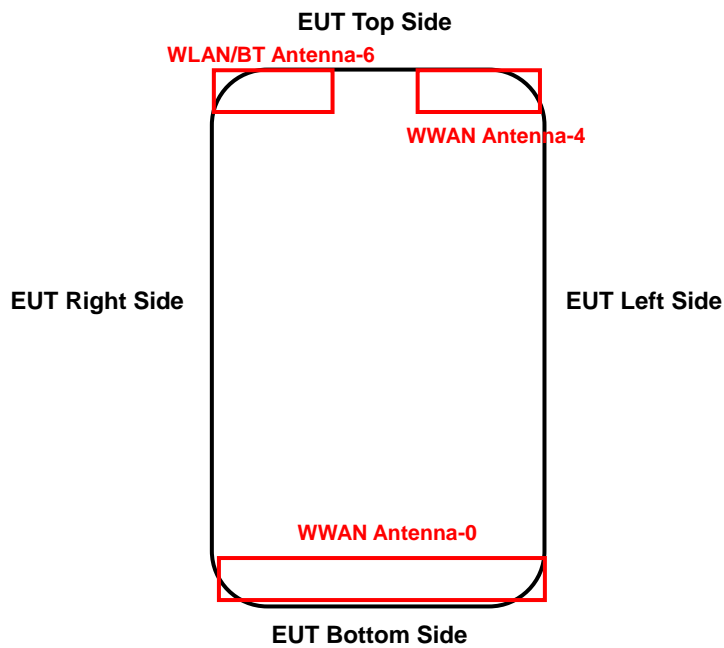 EUT Top Side
WLAN/BT Antenna-6
WWAN Antenna-4
EUT Right Side
EUT Left Side
WWAN Antenna-0
EUT Bottom Side